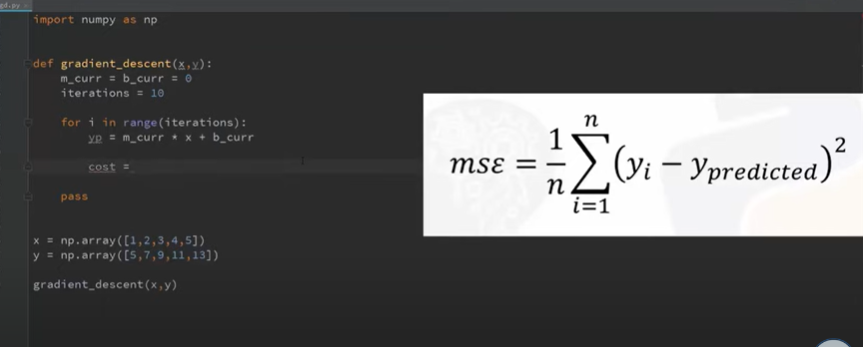 gd.py
import numpy as np
def gradient_descent(x,y):
m_curr = b_curr = 0
iterations = 10
for i in range(iterations):
yp = m_curr * x + b_curr
cost =
pass
x = np.array([1,2,3,4,5])
y = np.array([5,7,9,11,13])
gradient_descent(x,y)
msε = 1/n ∑ i=1 n (yᵢ − y_predicted)²